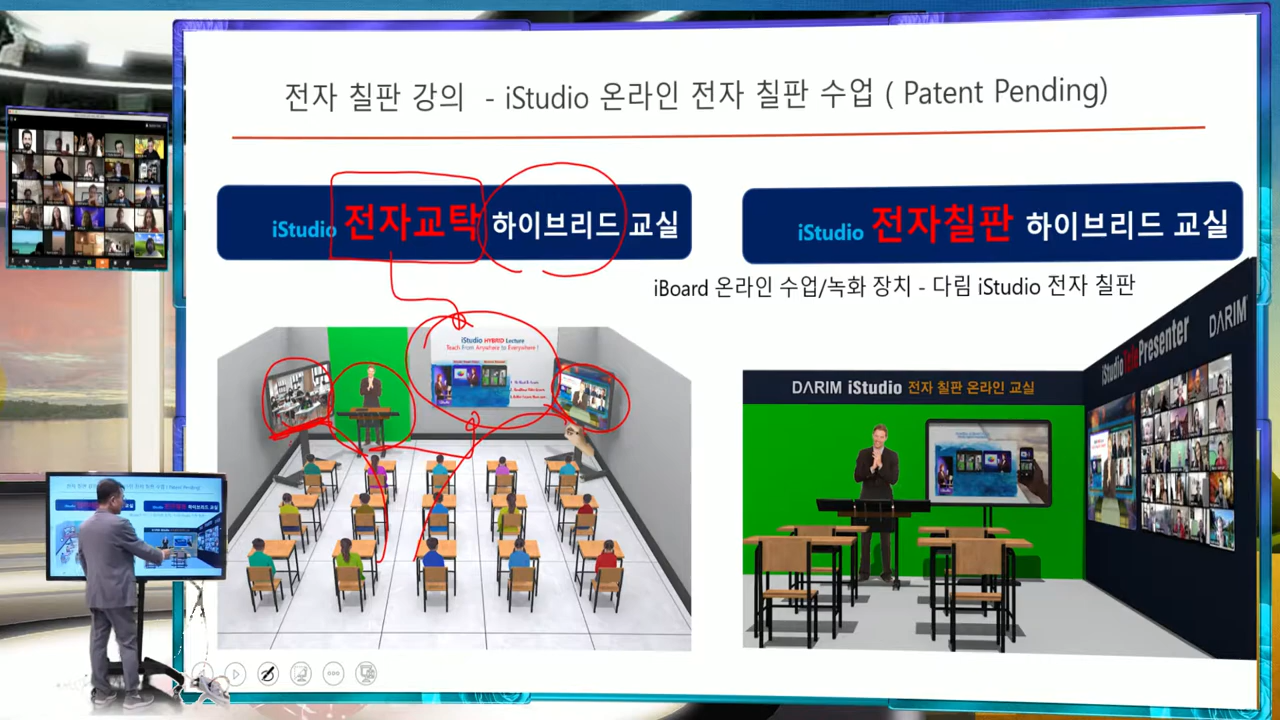 전자 칠판 강의 - iStudio 온라인 전자 칠판 수업 ( Patent Pending)
iStudio 전자교탁 하이브리드 교실
iStudio 전자칠판 하이브리드 교실
iBoard 온라인 수업/녹화 장치 - 다림 iStudio 전자 칠판
iStudio HYBRID Lecture
Teach From Anywhere to Everywhere !
DARIM iStudio 전자 칠판 온라인 교실
iStudio TelePresenter
DARIM